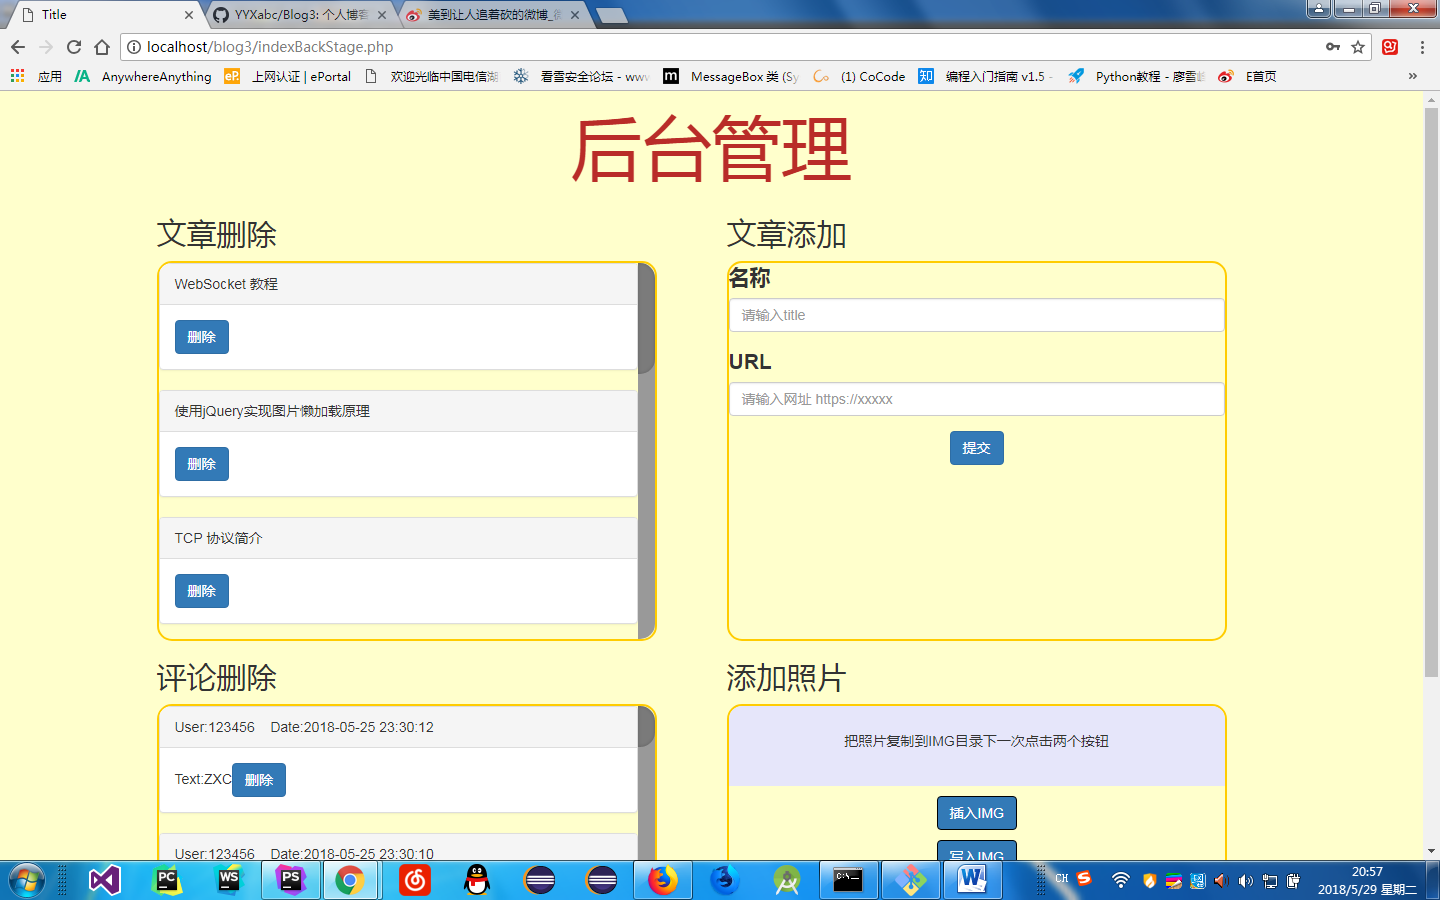 Title
YYXabc/Blog3: 个人博客
美到让人追着砍的微博_
localhost/blog3/indexBackStage.php
应用
AnywhereAnything
上网认证 | ePortal
欢迎光临中国电信湖
看雪安全论坛 - www
MessageBox 类 (Sy
(1) CoCode
编程入门指南 v1.5 -
Python教程 - 廖雪
E首页
»
后台管理
文章删除
WebSocket 教程
删除
使用jQuery实现图片懒加载原理
删除
TCP 协议简介
删除
文章添加
名称
请输入title
URL
请输入网址 https://xxxxx
提交
评论删除
User:123456 Date:2018-05-25 23:30:12
Text:ZXC 删除
User:123456 Date:2018-05-25 23:30:10
添加照片
把照片复制到IMG目录下一次点击两个按钮
插入IMG
写入IMG
CH
20:57
2018/5/29 星期二